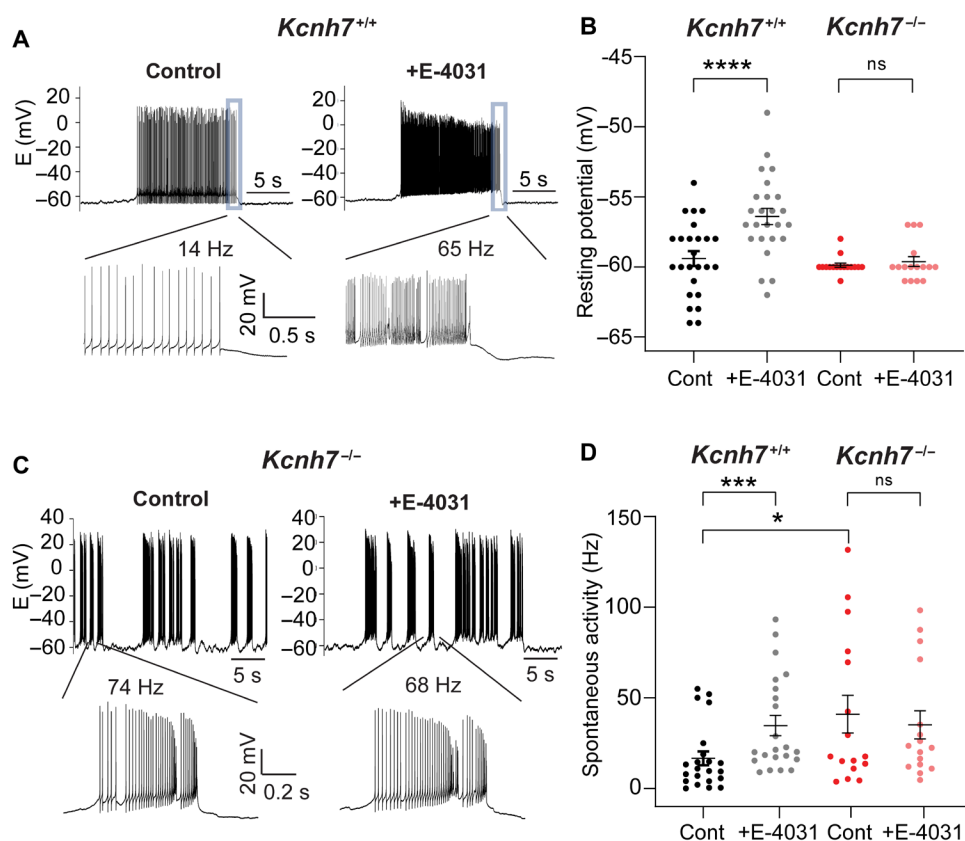 A
Kcnh7+/+
Control
+E-4031
20
0
−20
−40
−60
E (mV)
5 s
20
0
−20
−40
−60
5 s
14 Hz
65 Hz
20 mV
0.5 s
B
Kcnh7+/+
Kcnh7−/−
****
ns
-45
−50
−55
−60
−65
Resting potential (mV)
Cont
+E-4031
Cont
+E-4031
C
Kcnh7−/−
Control
+E-4031
40
20
0
−20
−40
−60
E (mV)
5 s
40
20
0
−20
−40
−60
5 s
74 Hz
68 Hz
20 mV
0.2 s
D
Kcnh7+/+
Kcnh7−/−
***
ns
*
150
100
50
0
Spontaneous activity (Hz)
Cont
+E-4031
Cont
+E-4031